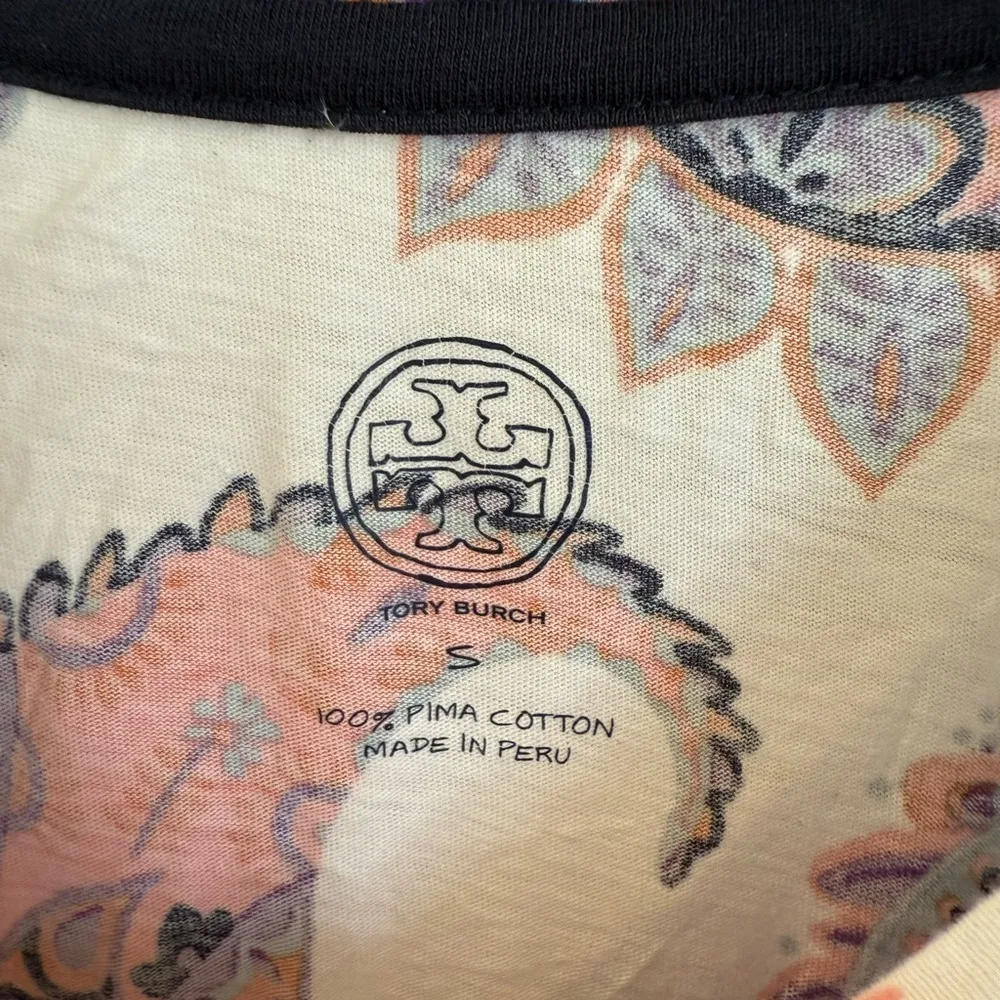 TORY BURCH
S
100% PIMA COTTON
MADE IN PERU